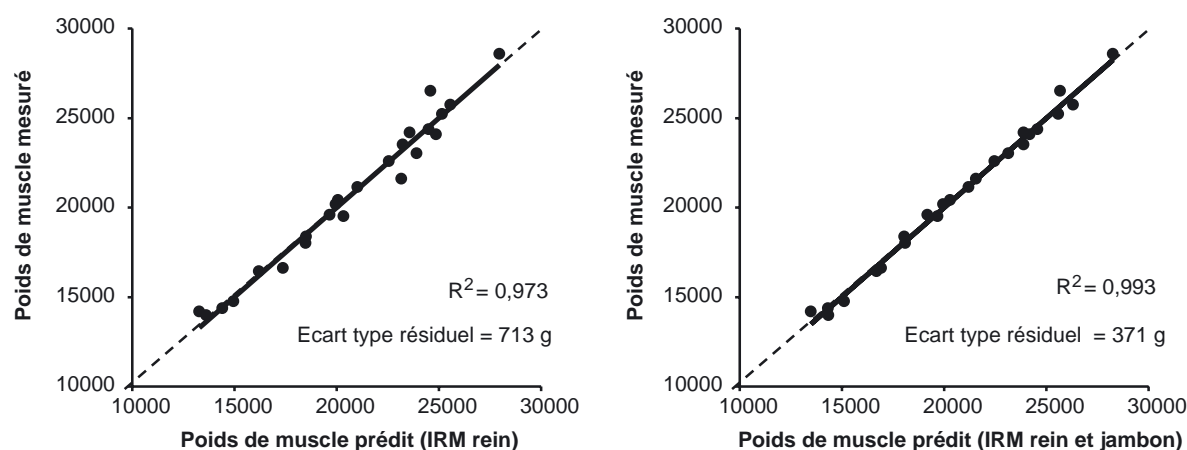 Poids de muscle mesuré
30000
25000
20000
15000
10000
R2 = 0,973
Ecart type résiduel = 713 g
10000 15000 20000 25000 30000
Poids de muscle prédit (IRM rein)
Poids de muscle mesuré
30000
25000
20000
15000
10000
R2 = 0,993
Ecart type résiduel = 371 g
10000 15000 20000 25000 30000
Poids de muscle prédit (IRM rein et jambon)